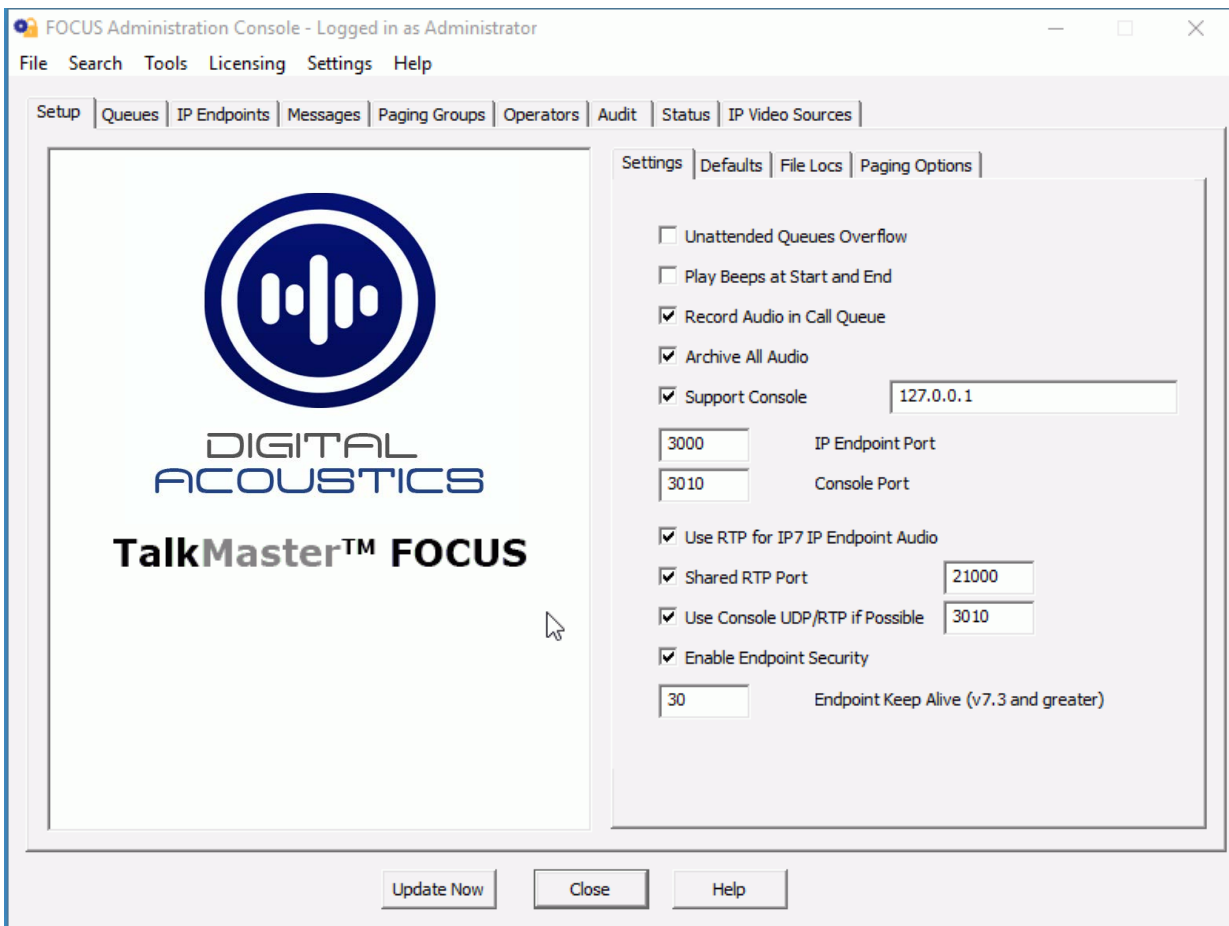 FOCUS Administration Console - Logged in as Administrator
File Search Tools Licensing Settings Help
Setup Queues IP Endpoints Messages Paging Groups Operators Audit Status IP Video Sources
DIGITAL
ACOUSTICS
TalkMaster™ FOCUS
Settings Defaults File Locs Paging Options
Unattended Queues Overflow
Play Beeps at Start and End
Record Audio in Call Queue
Archive All Audio
Support Console 127.0.0.1
3000 IP Endpoint Port
3010 Console Port
Use RTP for IP7 IP Endpoint Audio
Shared RTP Port 21000
Use Console UDP/RTP if Possible 3010
Enable Endpoint Security
30 Endpoint Keep Alive (v7.3 and greater)
Update Now Close Help